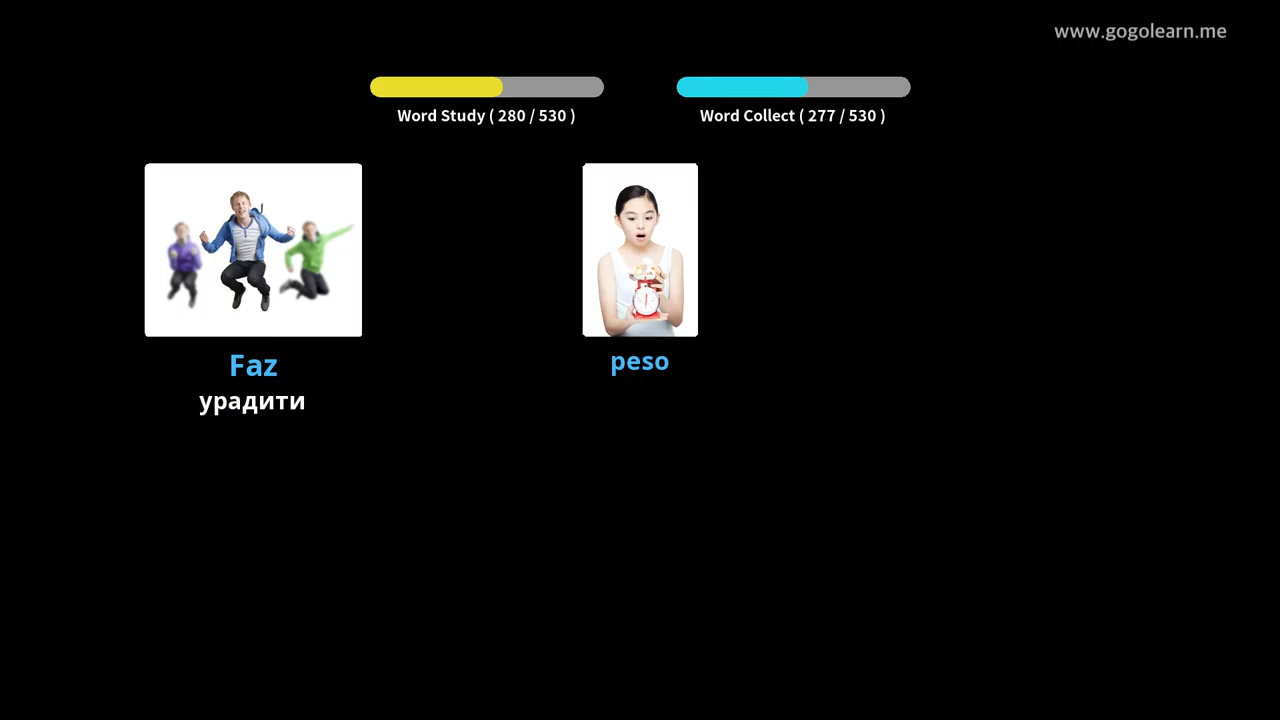 www.gogolearn.me
Word Study ( 280 / 530 )
Word Collect ( 277 / 530 )
Faz
урадити
peso